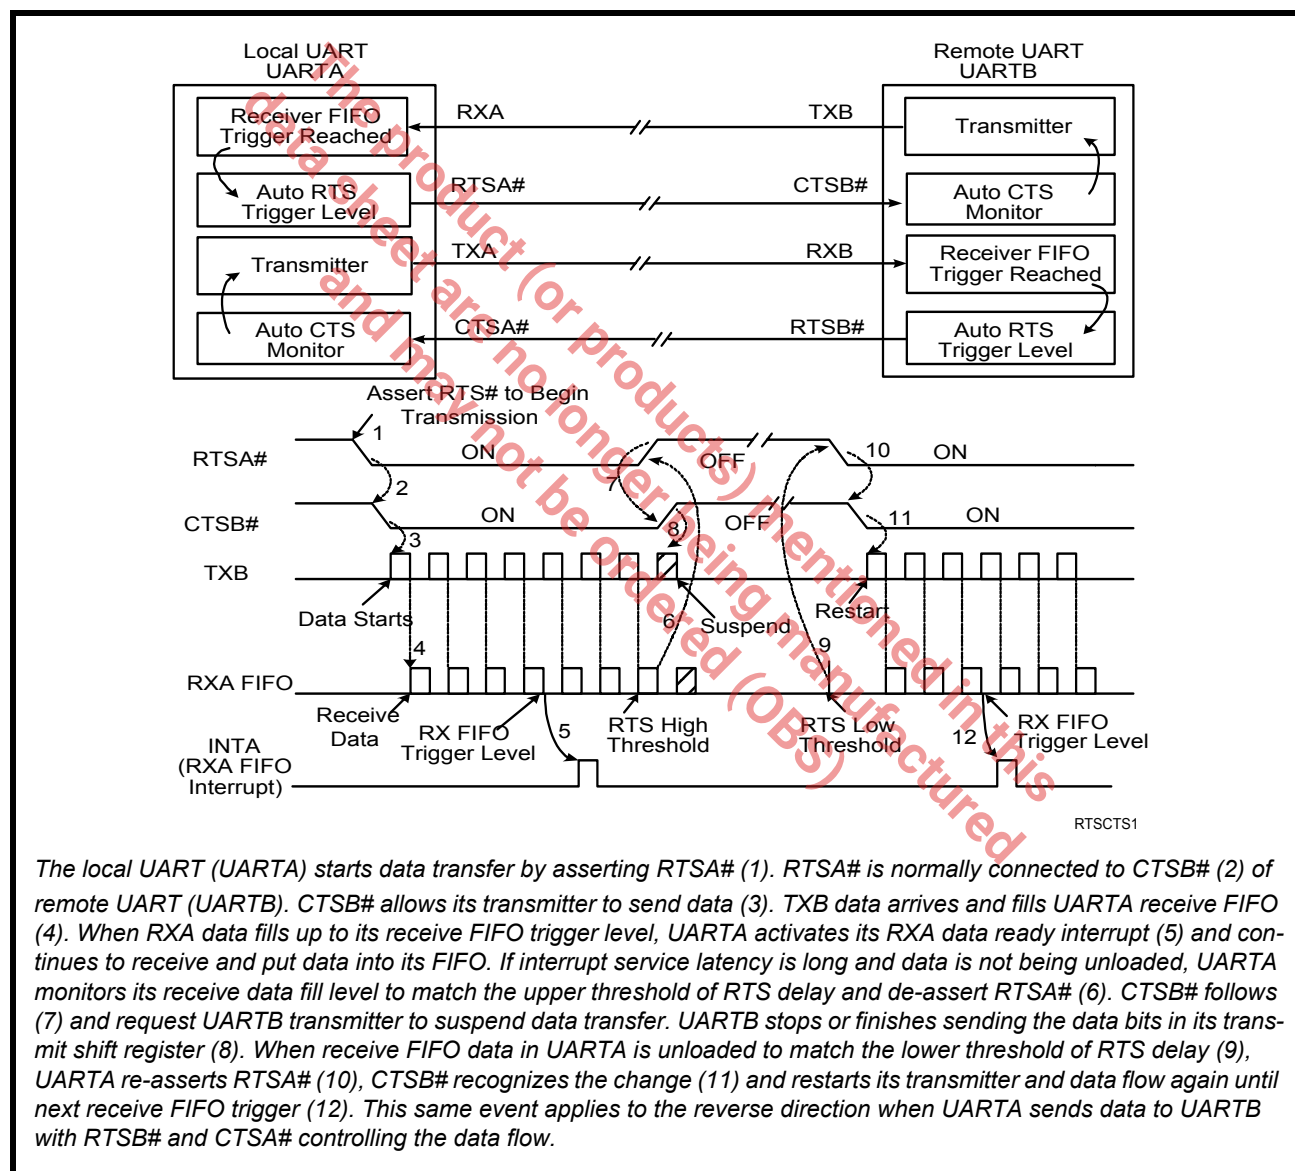 Local UART
UARTA
Remote UART
UARTB
Receiver FIFO
Trigger Reached
RXA
TXB
Transmitter
Auto RTS
Trigger Level
RTSA#
CTSB#
Auto CTS
Monitor
Transmitter
TXA
RXB
Receiver FIFO
Trigger Reached
Auto CTS
Monitor
CTSA#
RTSB#
Auto RTS
Trigger Level
Assert RTS# to Begin
Transmission
RTSA#
1
ON
7
OFF
10
ON
2
CTSB#
ON
8
OFF
11
ON
3
TXB
Data Starts
6
Suspend
Restart
4
9
RXA FIFO
Receive
Data
RX FIFO
Trigger Level
5
RTS High
Threshold
RTS Low
Threshold
12
RX FIFO
Trigger Level
INTA
(RXA FIFO
Interrupt)
RTSCTS1
The product (or products) mentioned in this
data sheet are no longer being manufactured
and may not be ordered (OBS)
The local UART (UARTA) starts data transfer by asserting RTSA# (1). RTSA# is normally connected to CTSB# (2) of
remote UART (UARTB). CTSB# allows its transmitter to send data (3). TXB data arrives and fills UARTA receive FIFO
(4). When RXA data fills up to its receive FIFO trigger level, UARTA activates its RXA data ready interrupt (5) and con-
tinues to receive and put data into its FIFO. If interrupt service latency is long and data is not being unloaded, UARTA
monitors its receive data fill level to match the upper threshold of RTS delay and de-assert RTSA# (6). CTSB# follows
(7) and request UARTB transmitter to suspend data transfer. UARTB stops or finishes sending the data bits in its trans-
mit shift register (8). When receive FIFO data in UARTA is unloaded to match the lower threshold of RTS delay (9),
UARTA re-asserts RTSA# (10), CTSB# recognizes the change (11) and restarts its transmitter and data flow again until
next receive FIFO trigger (12). This same event applies to the reverse direction when UARTA sends data to UARTB
with RTSB# and CTSA# controlling the data flow.